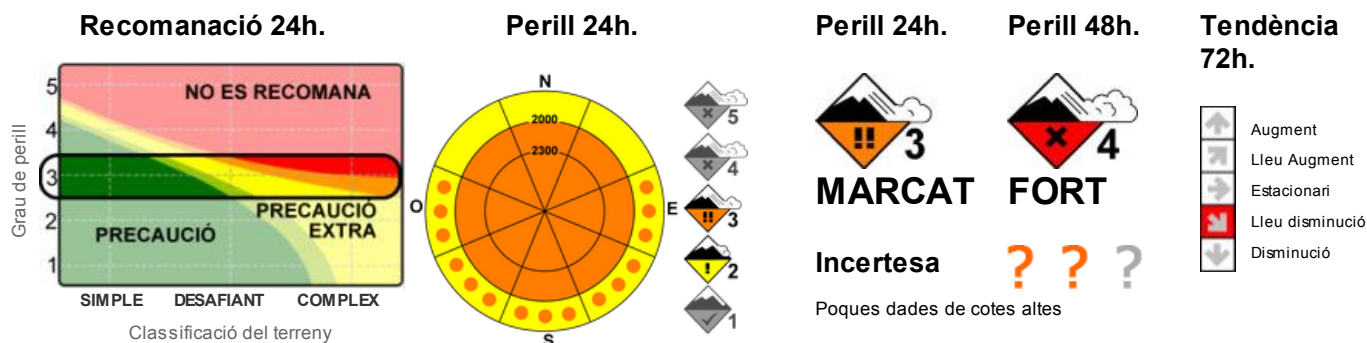 Recomanació 24h.
Perill 24h.
Perill 24h.
Perill 48h.
Tendència
72h.
Grau de perill
5
4
3
2
1
NO ES RECOMANA
PRECAUCIÓ
EXTRA
PRECAUCIÓ
SIMPLE DESAFIANT COMPLEX
Classificació del terreny
N
2000
2300
O
E
S
5
4
3
2
1
3
MARCAT
4
FORT
Incertesa
? ? ?
Poques dades de cotes altes
Augment
Lleu Augment
Estacionari
Lleu disminució
Disminució